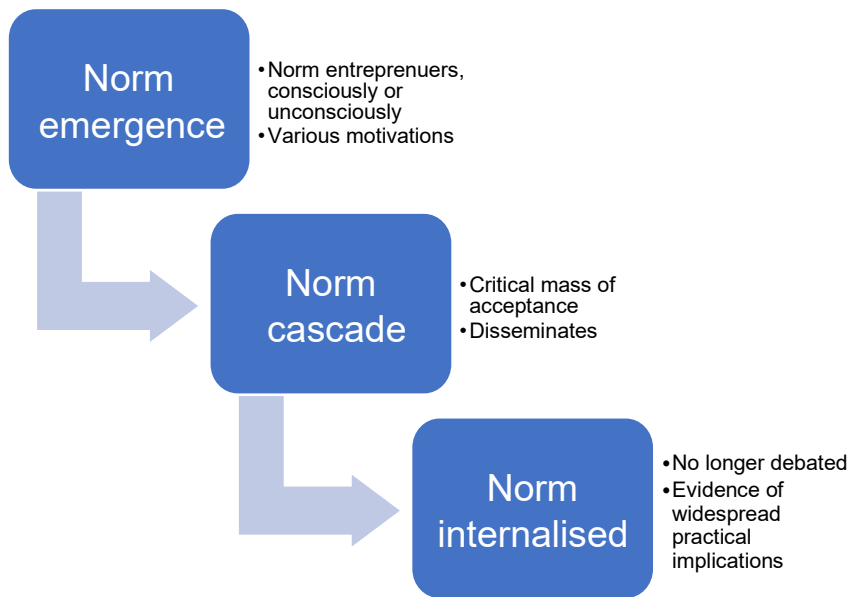 Norm
emergence
•Norm entreprenuers,
consciously or
unconsciously
•Various motivations
Norm
cascade
•Critical mass of
acceptance
•Disseminates
Norm
internalised
•No longer debated
•Evidence of
widespread
practical
implications